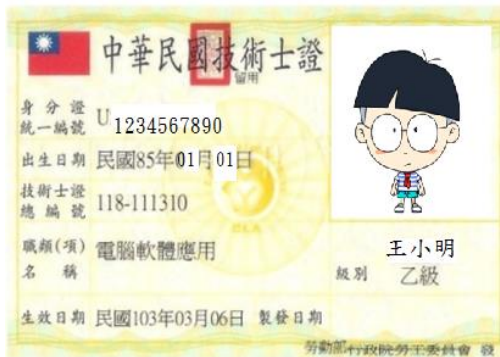 中華民國技術士證
留用
身分證
統一編號 U 1234567890
出生日期 民國85年01月01日
技術士證
總編號 118-111310
職類(項)
名稱 電腦軟體應用
王小明
級別 乙級
生效日期 民國103年03月06日 製發日期
勞動部行政院勞工委員會 發